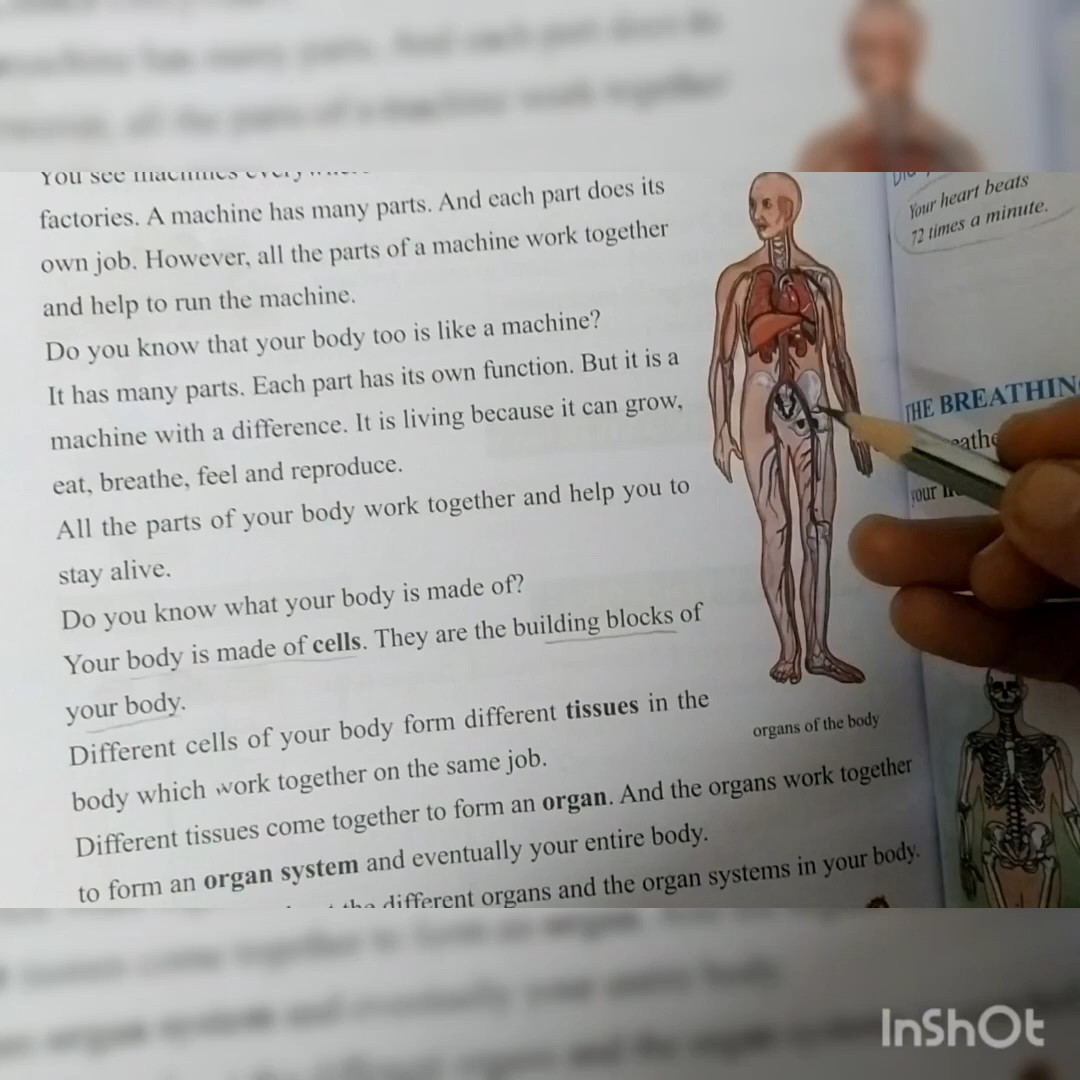 You see machines
factories. A machine has many parts. And each part does its
own job. However, all the parts of a machine work together
and help to run the machine.
Do you know that your body too is like a machine?
It has many parts. Each part has its own function. But it is a
machine with a difference. It is living because it can grow,
eat, breathe, feel and reproduce.
All the parts of your body work together and help you to
stay alive.
Do you know what your body is made of?
Your body is made of cells. They are the building blocks of
your body.
Different cells of your body form different tissues in the
body which work together on the same job.
Different tissues come together to form an organ. And the organs work together
to form an organ system and eventually your entire body.
different organs and the organ systems in your body.
organs of the body
Your heart beats
72 times a minute.
THE BREATHIN
your
InShOt